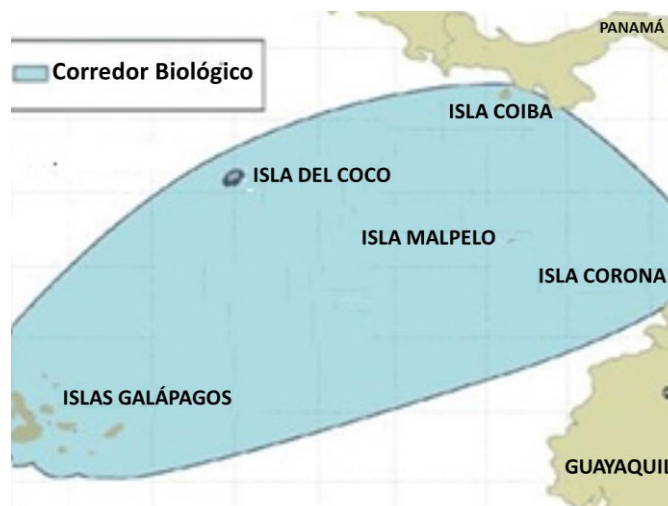 PANAMÁ
Corredor Biológico
ISLA COIBA
ISLA DEL COCO
ISLA MALPELO
ISLA CORONA
ISLAS GALÁPAGOS
GUAYAQUIL